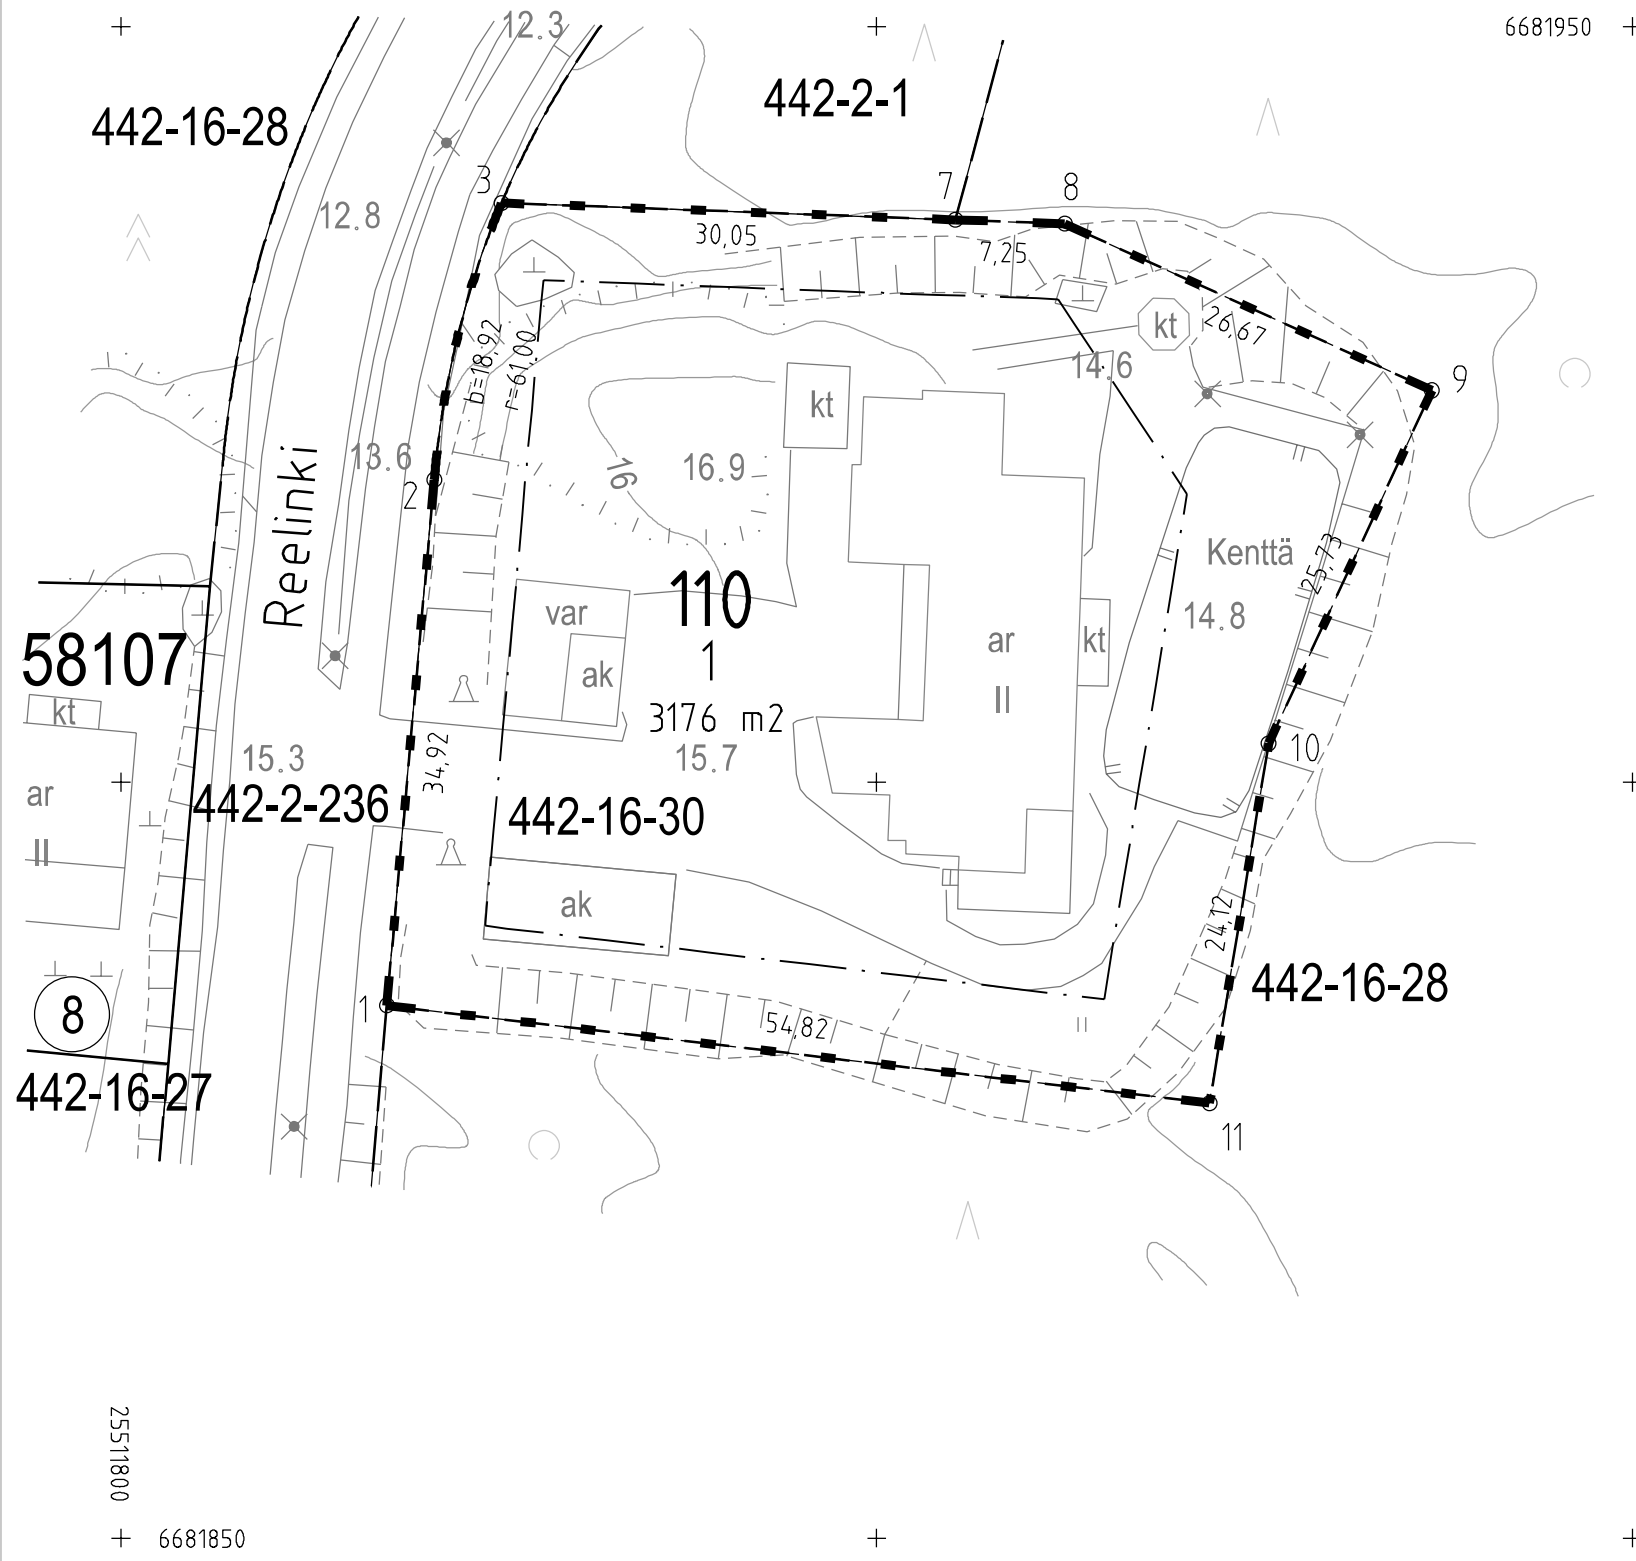 12.3
6681950
442-2-1
442-16-28
3
7
8
12.8
30,05
7,25
kt
26,67
b=18,92
r=61,00
14.6
9
kt
13.6
16
16.9
2
Reelinki
Kenttä
25,73
110
var
14.8
ar
kt
58107
1
ak
II
kt
3176 m2
10
15.3
34,92
15.7
ar
442-2-236
442-16-30
II
ak
24,12
442-16-28
8
1
54,82
442-16-27
11
25511800
6681850